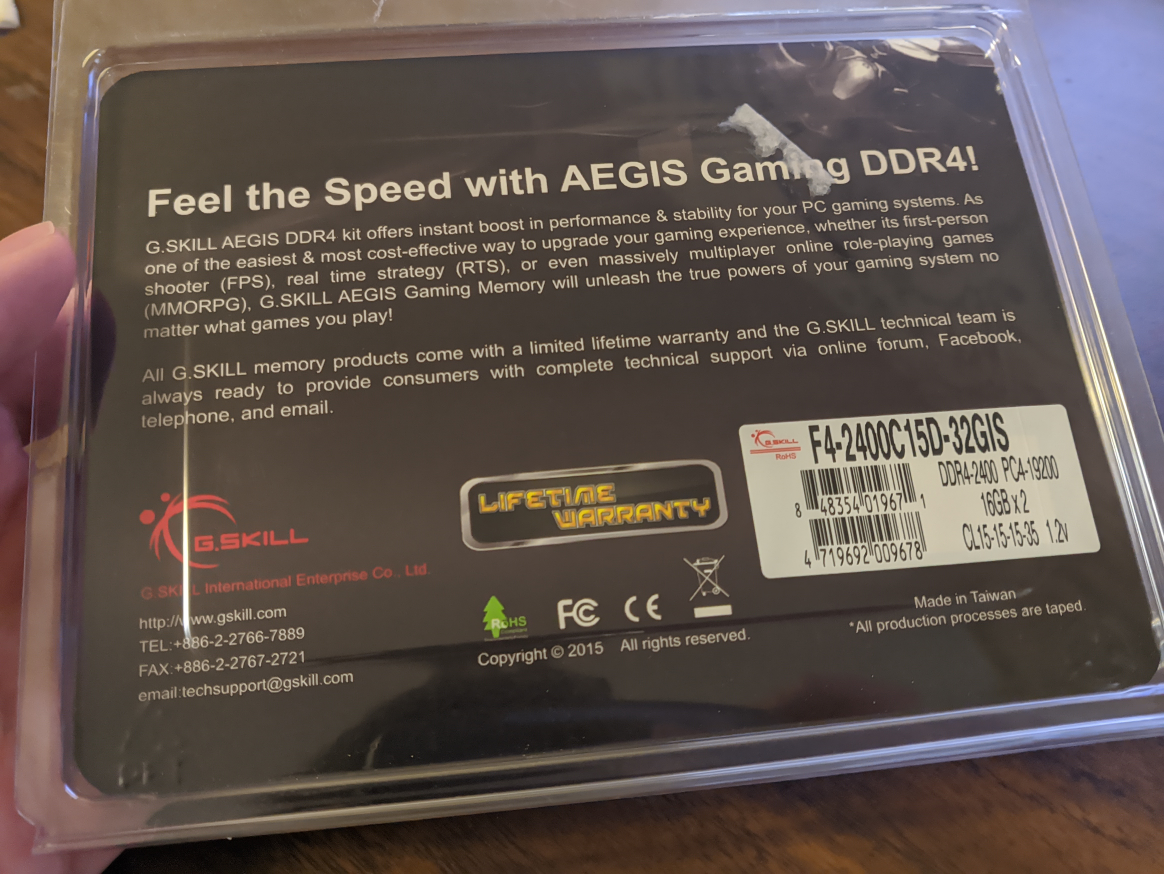 Feel the Speed with AEGIS Gaming DDR4!
G.SKILL AEGIS DDR4 kit offers instant boost in performance & stability for your PC gaming systems. As
one of the easiest & most cost-effective way to upgrade your gaming experience, whether its first-person
shooter (FPS), real time strategy (RTS), or even massively multiplayer online role-playing games
(MMORPG), G.SKILL AEGIS Gaming Memory will unleash the true powers of your gaming system no
matter what games you play!
All G.SKILL memory products come with a limited lifetime warranty and the G.SKILL technical team is
always ready to provide consumers with complete technical support via online forum, Facebook,
telephone, and email.
G.SKILL
RoHS
F4-2400C15D-32GIS
DDR4-2400 PC4-19200
16GB x 2
CL15-15-15-35 1.2v
8 48354 01967 1
4 719692 009678
LIFETIME
WARRANTY
G.SKILL
G.SKILL International Enterprise Co., Ltd.
http://www.gskill.com
TEL:+886-2-2766-7889
FAX:+886-2-2767-2721
email:techsupport@gskill.com
RoHS
FC CE
Copyright © 2015 All rights reserved.
Made in Taiwan
*All production processes are taped.